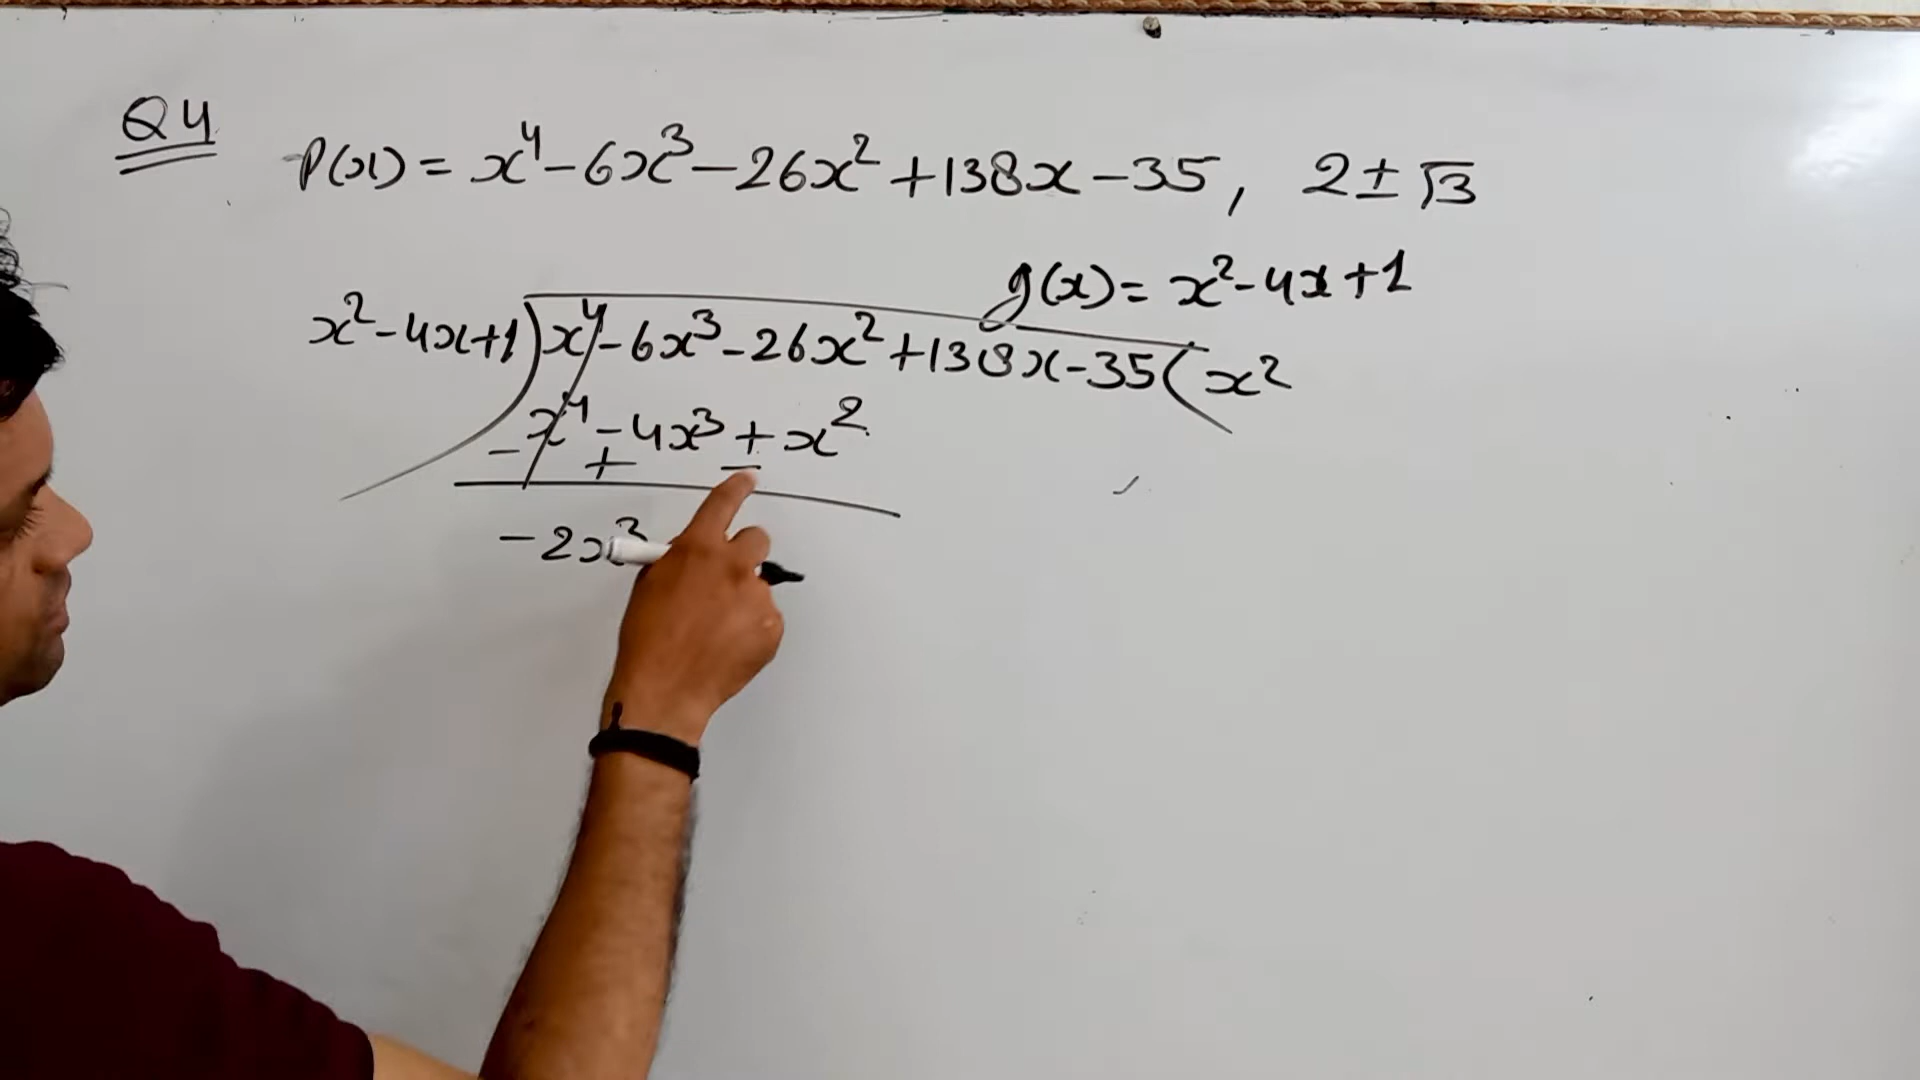 Q4
P(x) = x⁴-6x³-26x²+138x-35, 2±√3
g(x)= x²-4x+1
x²-4x+1)x⁴-6x³-26x²+138x-35(x²
x⁴-4x³+x²
- + -
-2x³